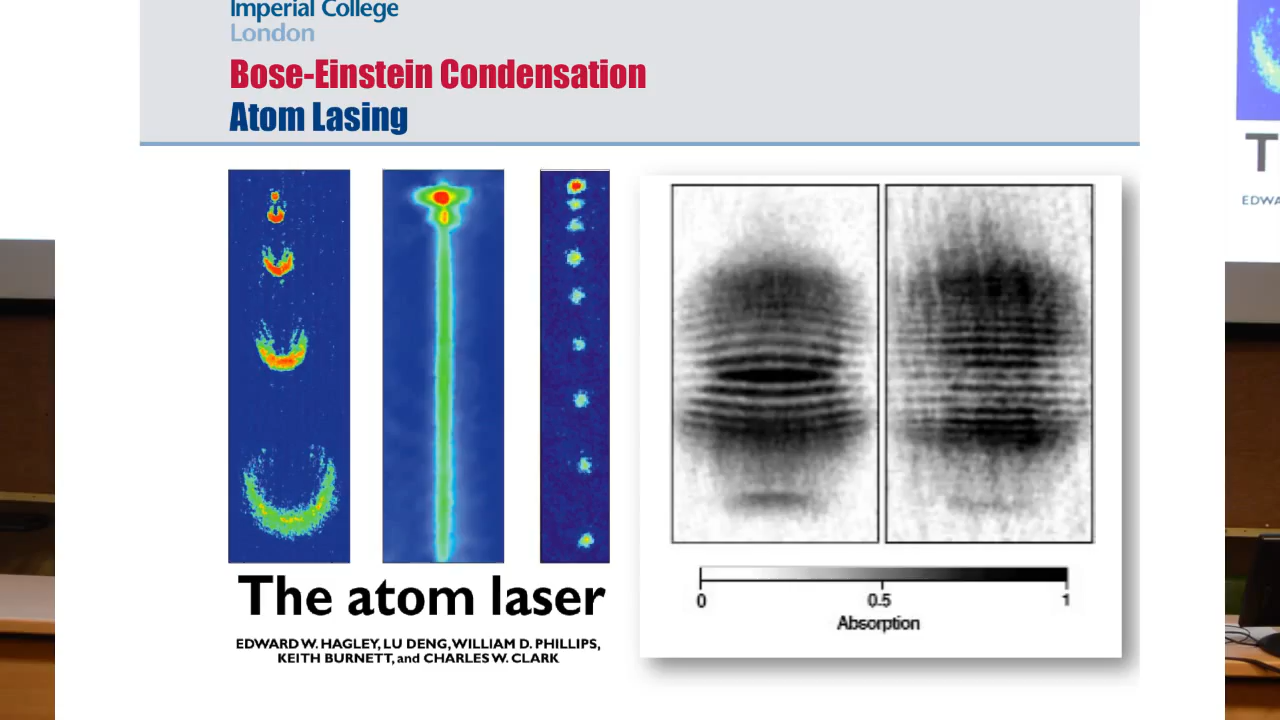 Imperial College
London
Bose-Einstein Condensation
Atom Lasing
The atom laser
EDWARD W. HAGLEY, LU DENG, WILLIAM D. PHILLIPS,
KEITH BURNETT, and CHARLES W. CLARK
0 0.5 1
Absorption
T
EDWA